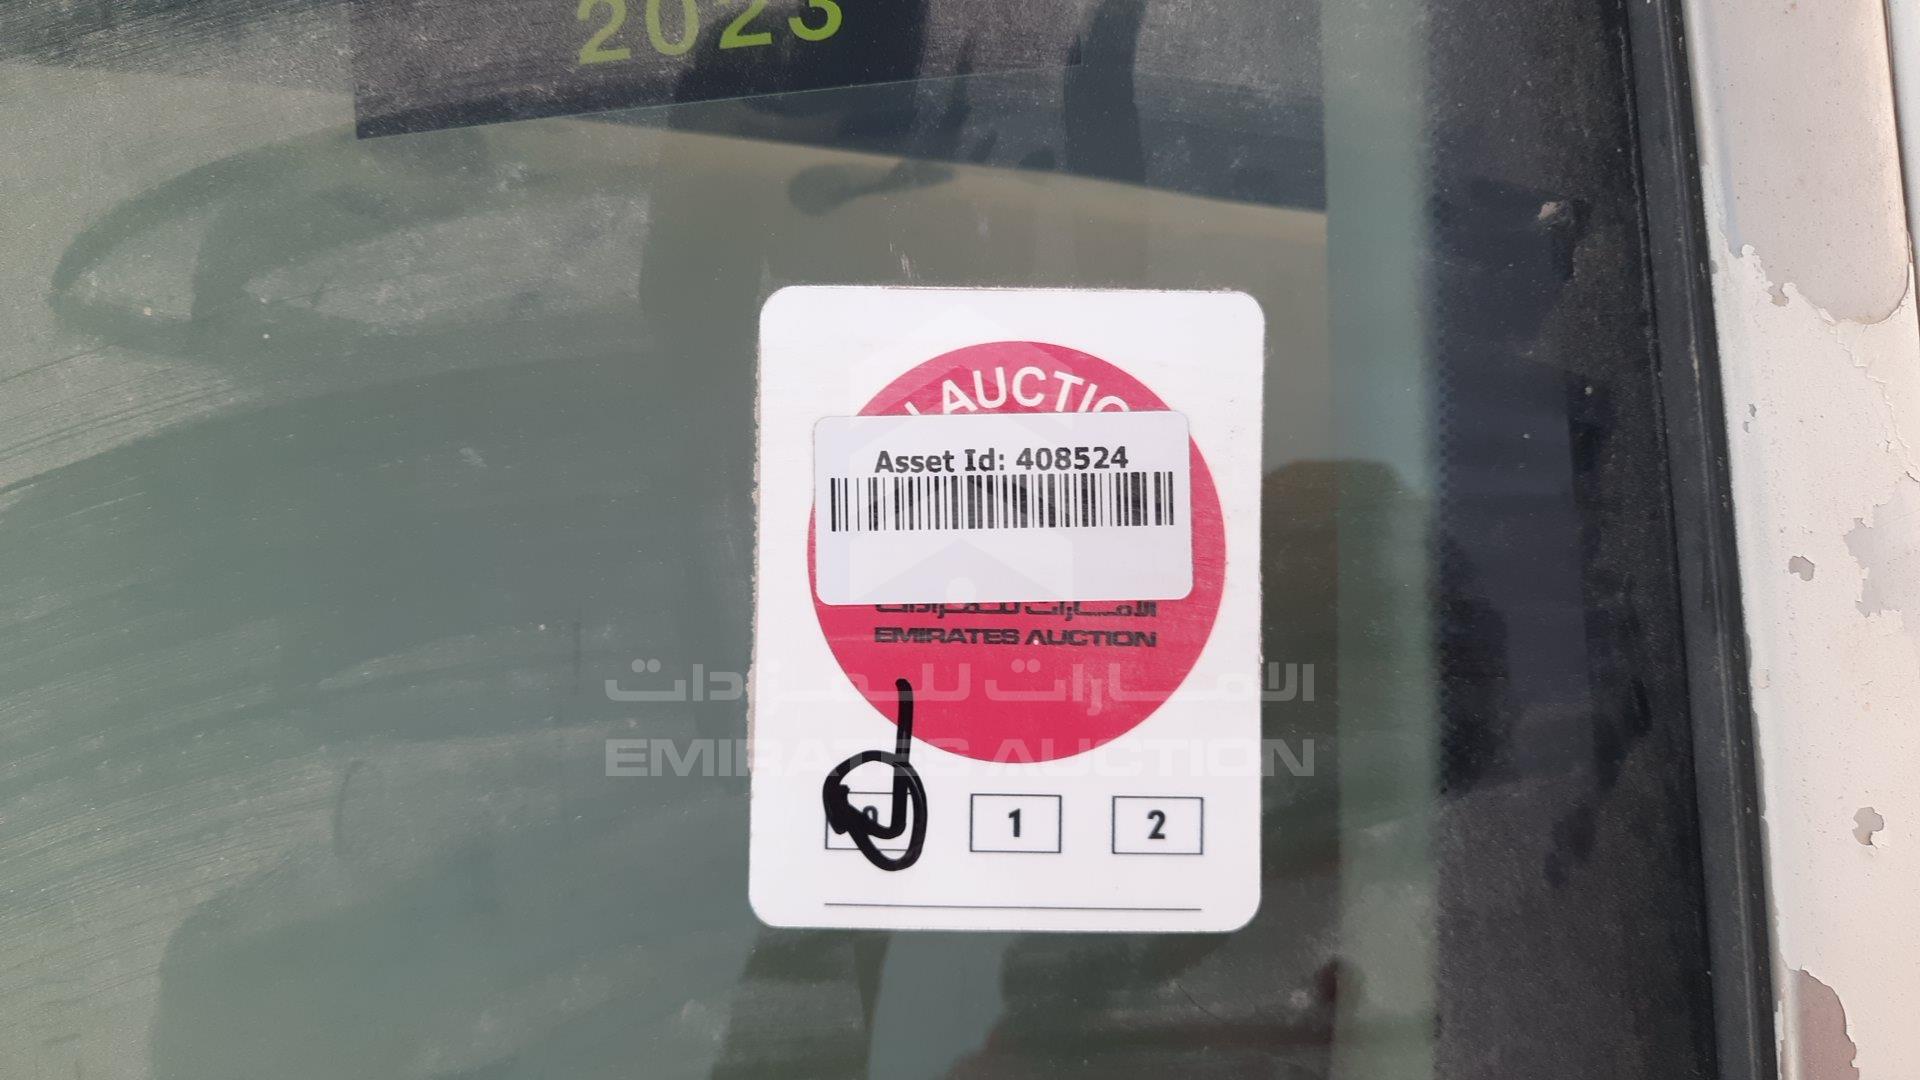 2023
AUCTIO
Asset Id: 408524
الامارات للمزادات
EMIRATES AUCTION
الامارات للمزادات
EMIRATES AUCTION
1 2